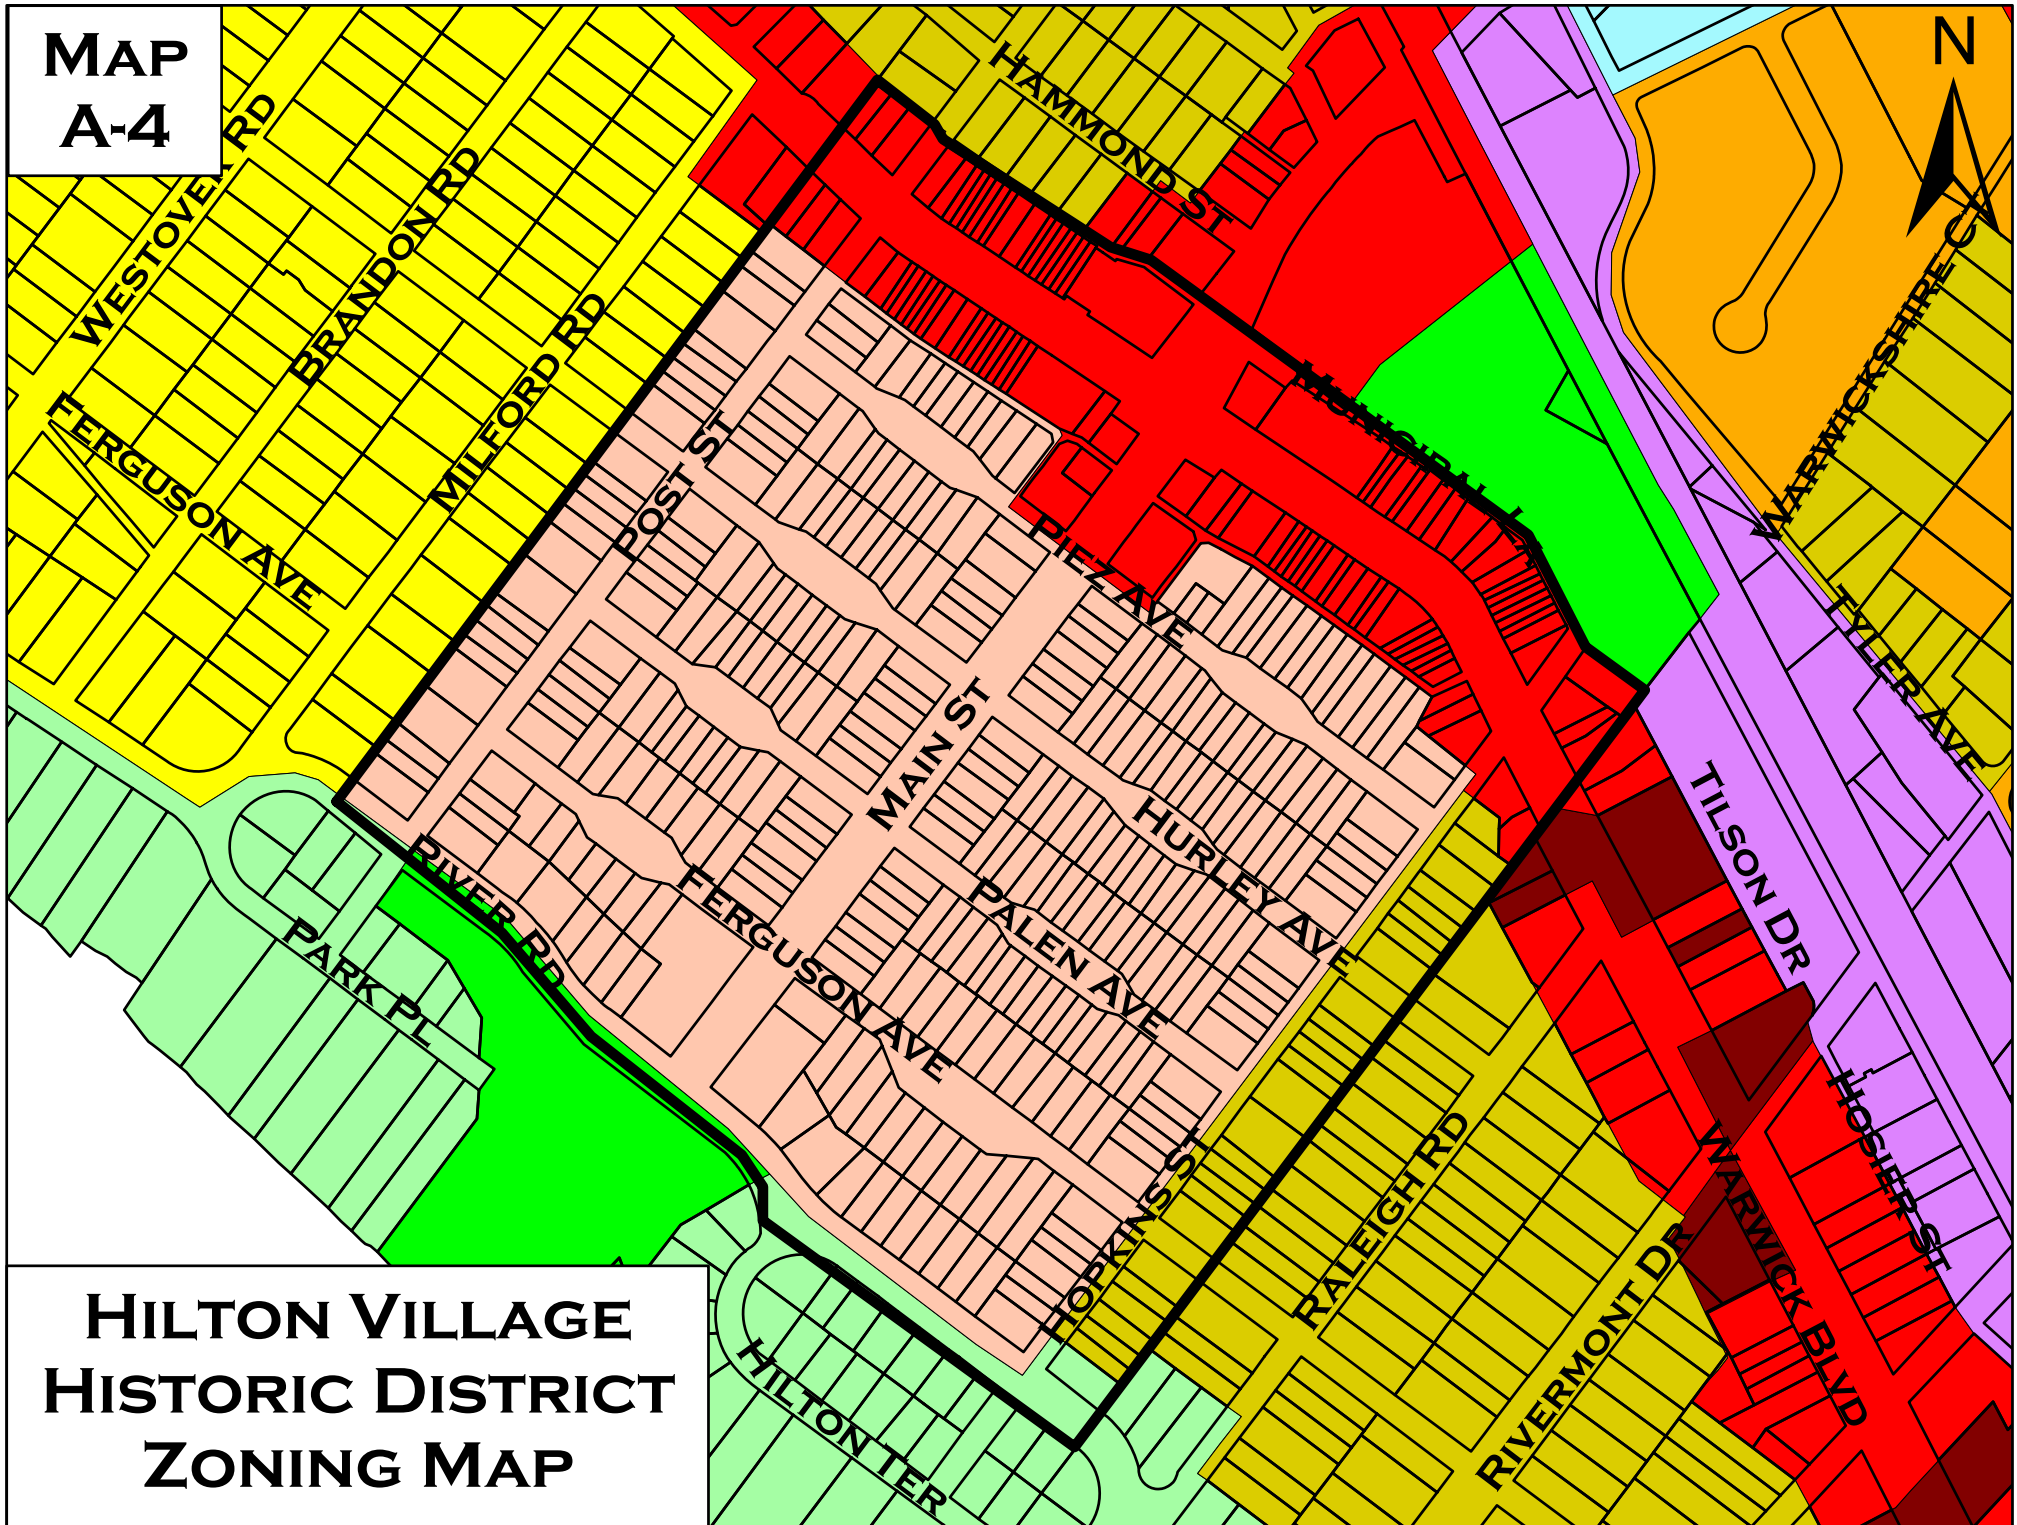 MAP
A-4
N
HAMMOND ST
WESTOVER RD
BRANDON RD
MILFORD RD
FERGUSON AVE
POST ST
MUNICIPAL LA
PIEZ AVE
WARWICKSHIRE CT
TYLER AVE
MAIN ST
HURLEY AVE
PALEN AVE
FERGUSON AVE
RIVER RD
PARK PL
TILSON DR
HOSIER ST
WARWICK BLVD
HOPKINS ST
RALEIGH RD
RIVERMONT DR
HILTON TER
HILTON VILLAGE
HISTORIC DISTRICT
ZONING MAP